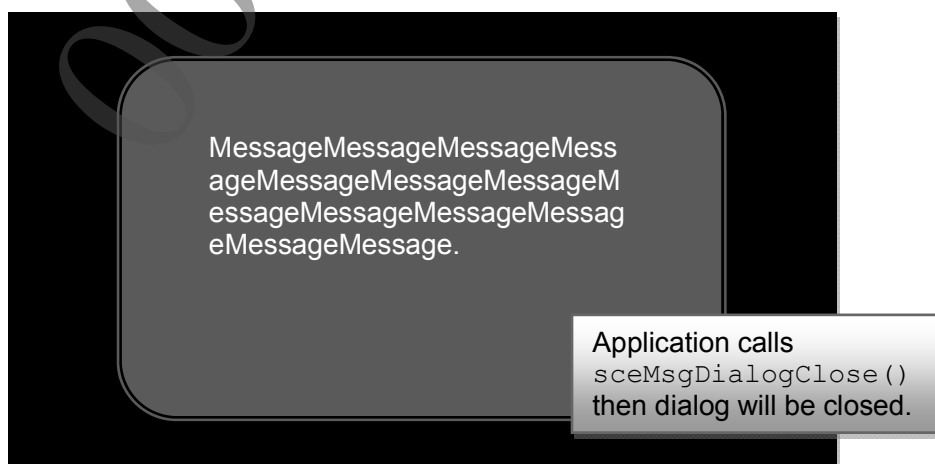 MessageMessageMessageMess
ageMessageMessageMessageM
essageMessageMessageMessag
eMessageMessage.
Application calls
sceMsgDialogClose()
then dialog will be closed.